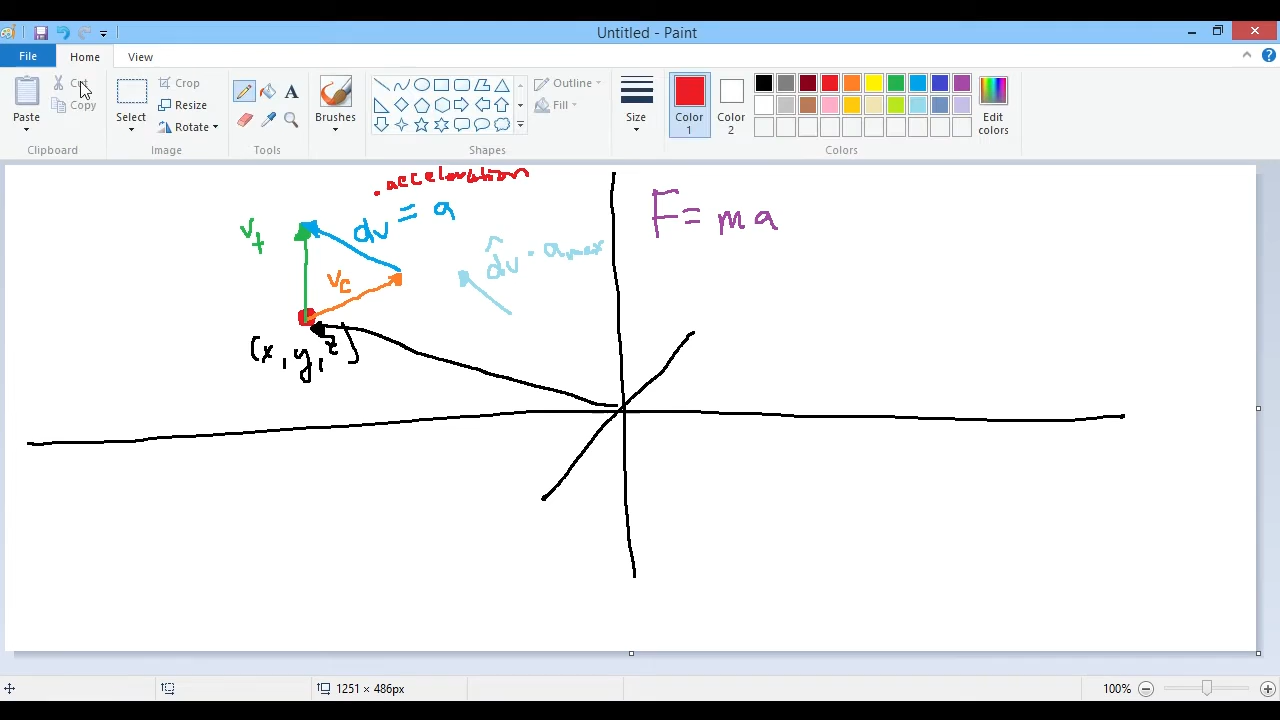 Untitled - Paint
File Home View
Paste
Cut
Copy
Clipboard
Select
Crop
Resize
Rotate
Image
Tools
Brushes
Shapes
Outline
Fill
Size
Color 1
Color 2
Colors
Edit colors
.acceleration
dv = a
F = ma
vf
vc
d̂v · amax
(x, y, z)
1251 × 486px
100%